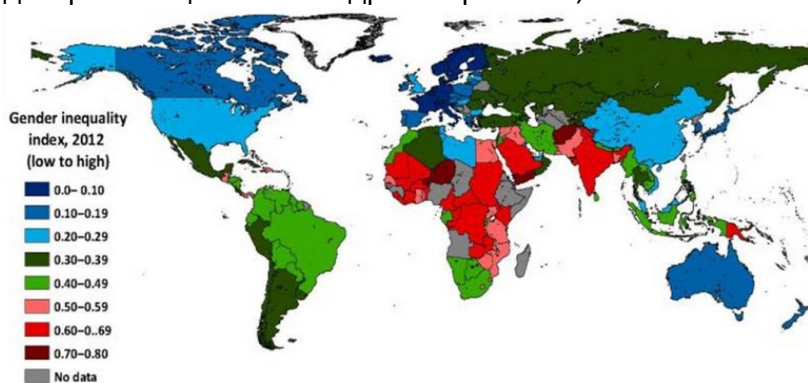 Gender inequality
index, 2012
(low to high)
0.0– 0.10
0.10–0.19
0.20–0.29
0.30–0.39
0.40–0.49
0.50–0.59
0.60–0..69
0.70–0.80
No data